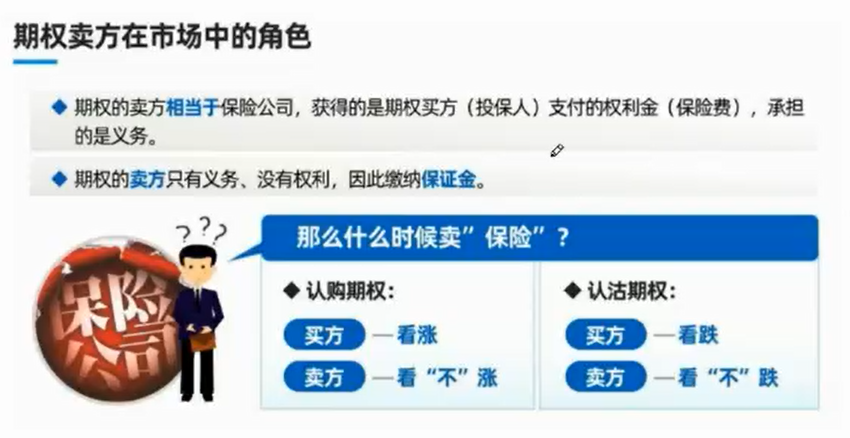 期权卖方在市场中的角色
◆ 期权的卖方相当于保险公司，获得的是期权买方（投保人）支付的权利金（保险费），承担
的是义务。
◆ 期权的卖方只有义务、没有权利，因此缴纳保证金。
? ? ?
那么什么时候卖”保险”？
保险
公司
◆ 认购期权：
买方 — 看涨
卖方 — 看“不”涨
◆ 认沽期权：
买方 — 看跌
卖方 — 看“不”跌